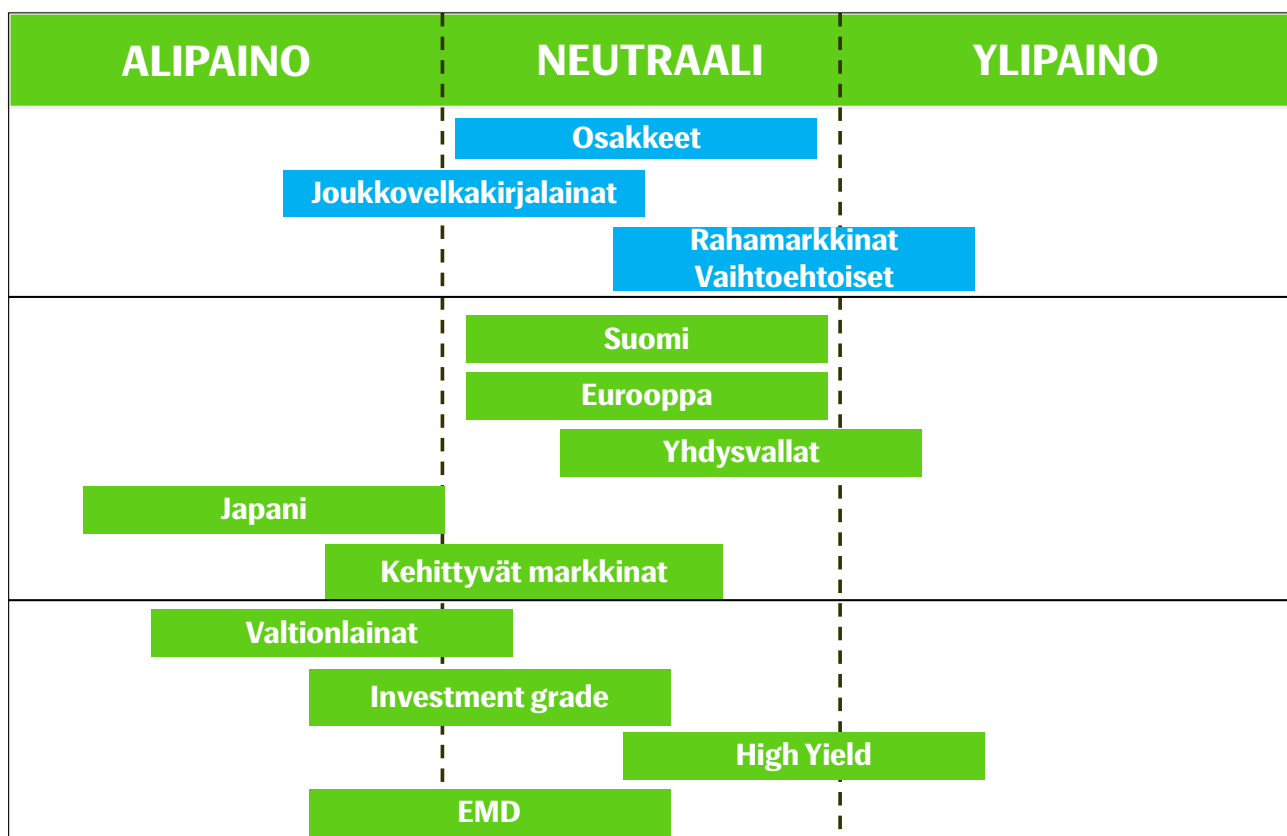 ALIPAINO NEUTRAALI YLIPAINO
Osakkeet
Joukkovelkakirjalainat
Rahamarkkinat
Vaihtoehtoiset
Suomi
Eurooppa
Yhdysvallat
Japani
Kehittyvät markkinat
Valtionlainat
Investment grade
High Yield
EMD